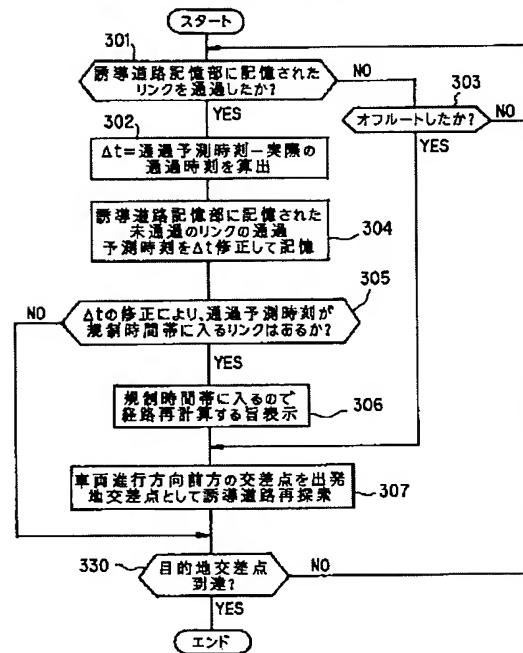 スタート
301
誘導道路記憶部に記憶された
リンクを通過したか?
NO
303
オフルートしたか?
NO
YES
YES
302
Δt=通過予測時刻-実際の
通過時刻を算出
誘導道路記憶部に記憶された
未通過のリンクの通過
予測時刻をΔt修正して記憶
304
305
NO
Δtの修正により、通過予測時刻が
規制時間帯に入るリンクはあるか?
YES
規制時間帯に入るので
経路再計算する旨表示
306
車両進行方向前方の交差点を出発
地交差点として誘導道路再探索
307
330
目的地交差点
到達?
NO
YES
エンド